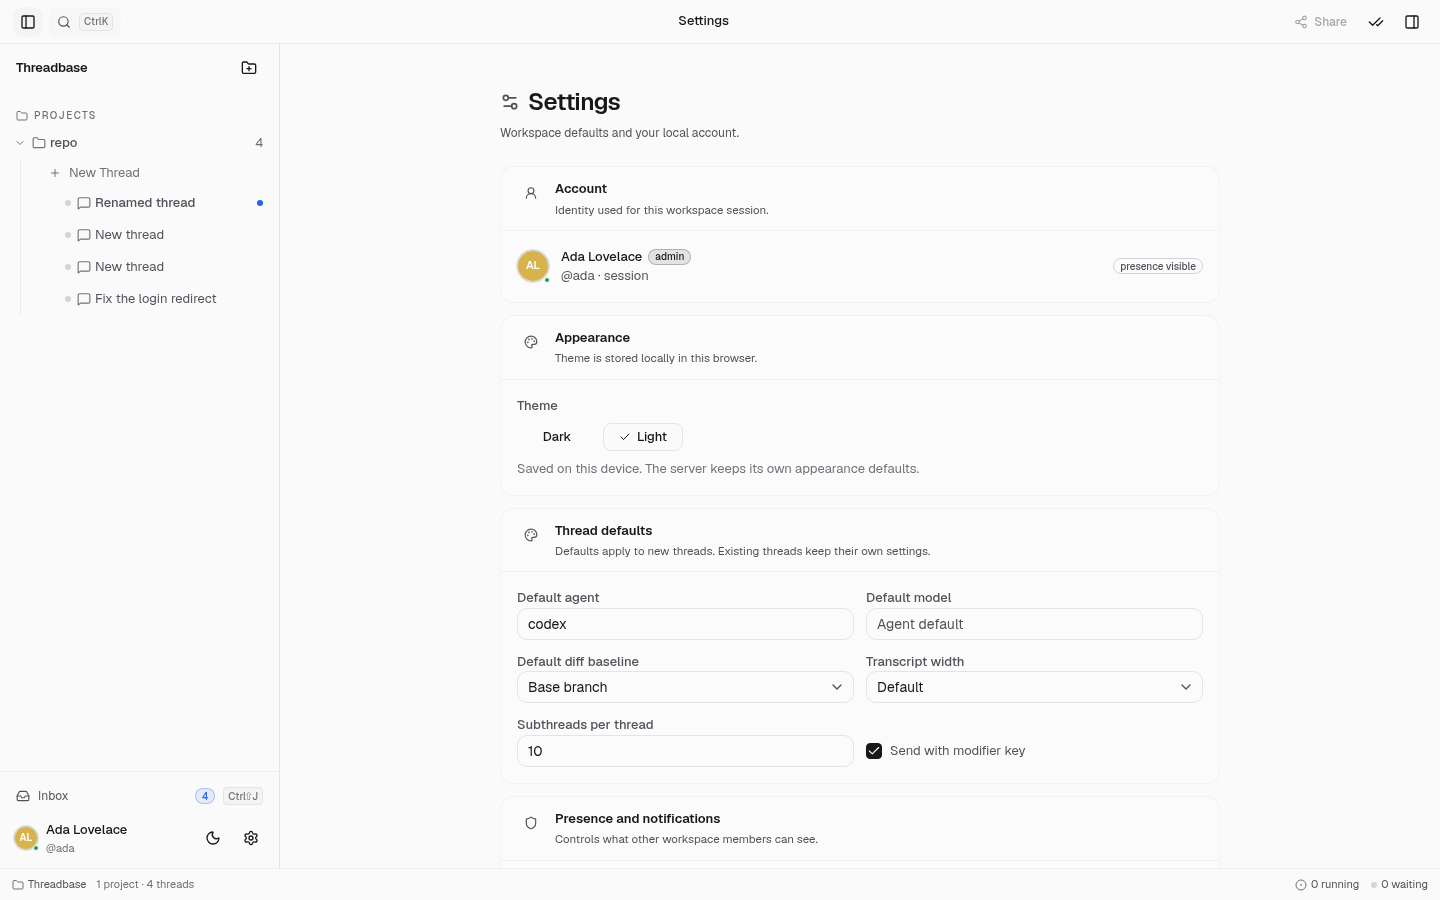 CtrlK
Settings
Share
Threadbase
PROJECTS
repo
4
New Thread
Renamed thread
New thread
New thread
Fix the login redirect
Inbox
4
Ctrl⇧J
AL
Ada Lovelace
@ada
Settings
Workspace defaults and your local account.
Account
Identity used for this workspace session.
AL
Ada Lovelace
admin
@ada · session
presence visible
Appearance
Theme is stored locally in this browser.
Theme
Dark
Light
Saved on this device. The server keeps its own appearance defaults.
Thread defaults
Defaults apply to new threads. Existing threads keep their own settings.
Default agent
Default model
codex
Agent default
Default diff baseline
Transcript width
Base branch
Default
Subthreads per thread
10
Send with modifier key
Presence and notifications
Controls what other workspace members can see.
Threadbase
1 project · 4 threads
0 running
0 waiting